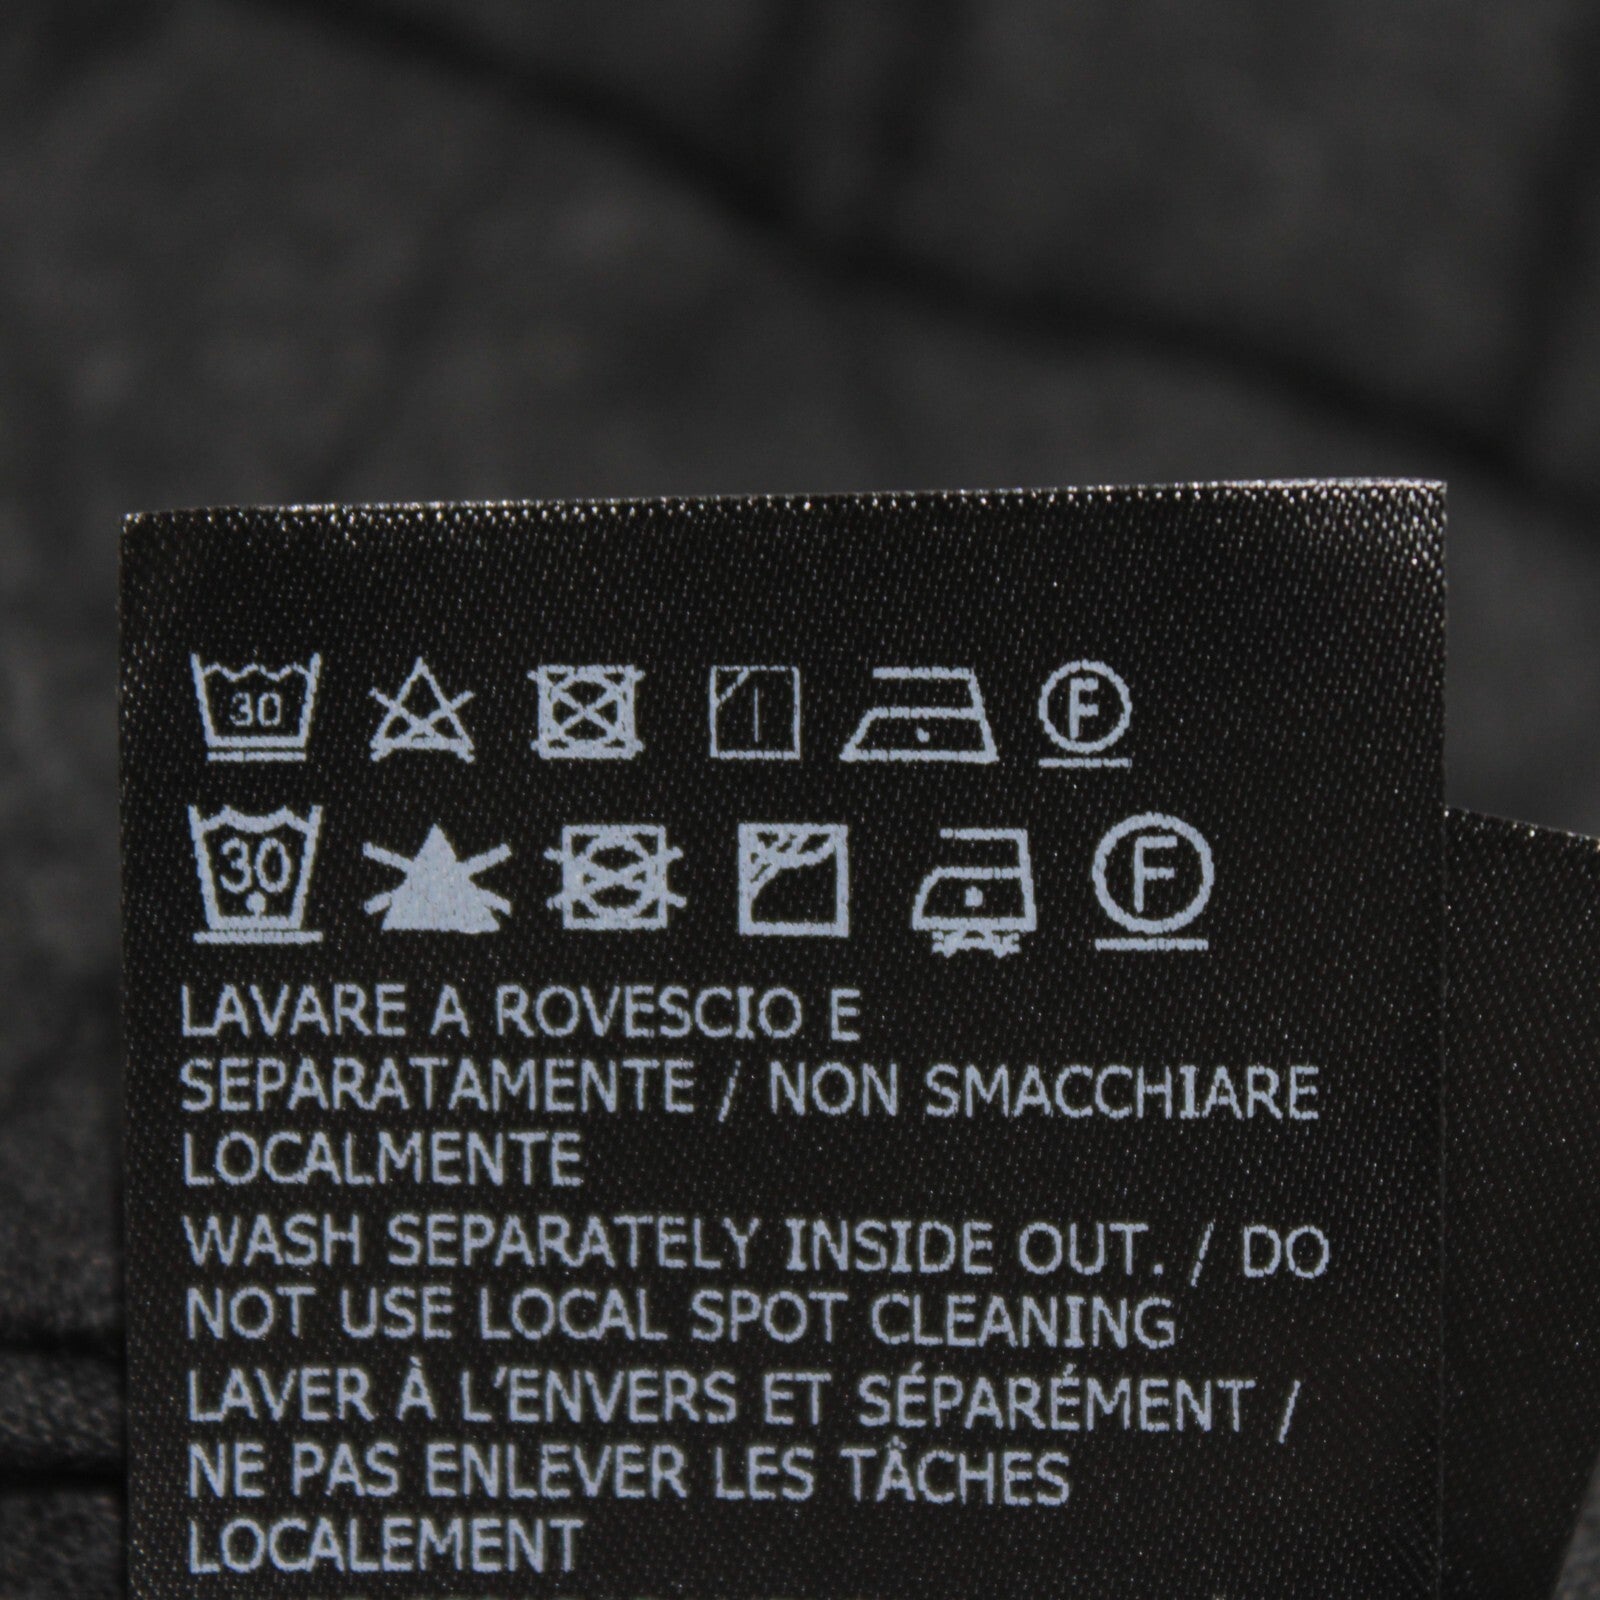 30 F
30 F
LAVARE A ROVESCIO E
SEPARATAMENTE / NON SMACCHIARE
LOCALMENTE
WASH SEPARATELY INSIDE OUT. / DO
NOT USE LOCAL SPOT CLEANING
LAVER À L'ENVERS ET SÉPARÉMENT /
NE PAS ENLEVER LES TÂCHES
LOCALEMENT